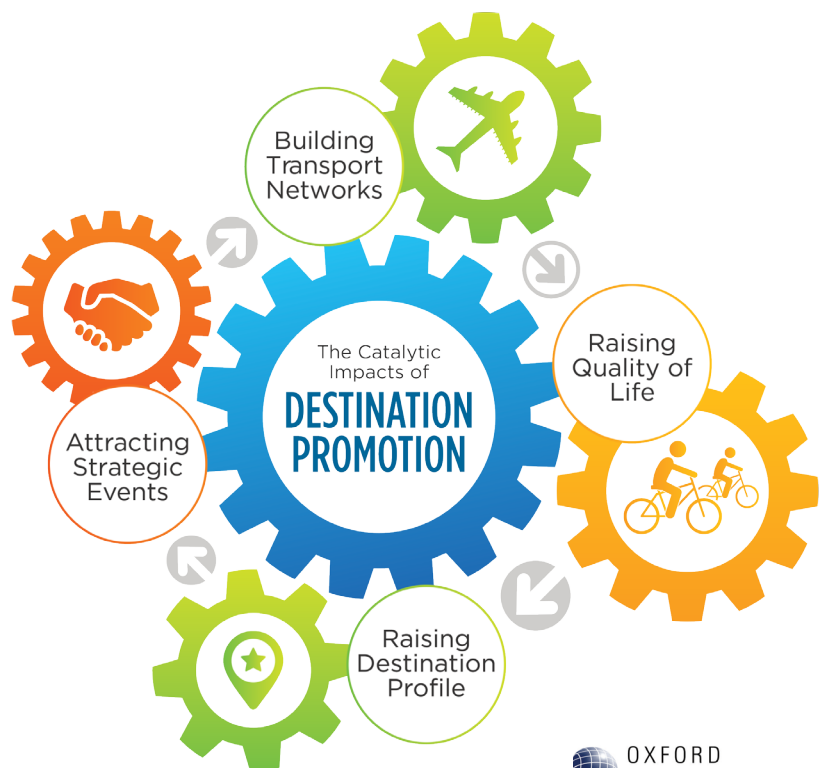 Building
Transport
Networks
The Catalytic
Impacts of
DESTINATION
PROMOTION
Raising
Quality of
Life
Attracting
Strategic
Events
Raising
Destination
Profile
OXFORD